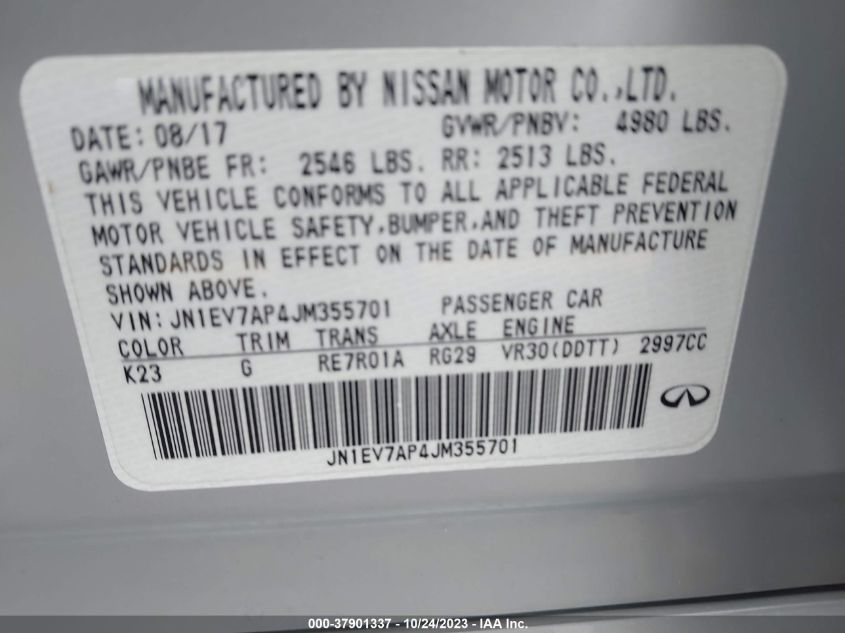 MANUFACTURED BY NISSAN MOTOR CO.,LTD.
DATE: 08/17 GVWR/PNBV: 4980 LBS.
GAWR/PNBE FR: 2546 LBS. RR: 2513 LBS.
THIS VEHICLE CONFORMS TO ALL APPLICABLE FEDERAL
MOTOR VEHICLE SAFETY,BUMPER,AND THEFT PREVENTION
STANDARDS IN EFFECT ON THE DATE OF MANUFACTURE
SHOWN ABOVE.
VIN: JN1EV7AP4JM355701 PASSENGER CAR
COLOR TRIM TRANS AXLE ENGINE
K23 G RE7R01A RG29 VR30(DDTT) 2997CC
JN1EV7AP4JM355701
000-37901337 - 10/24/2023 - IAA Inc.